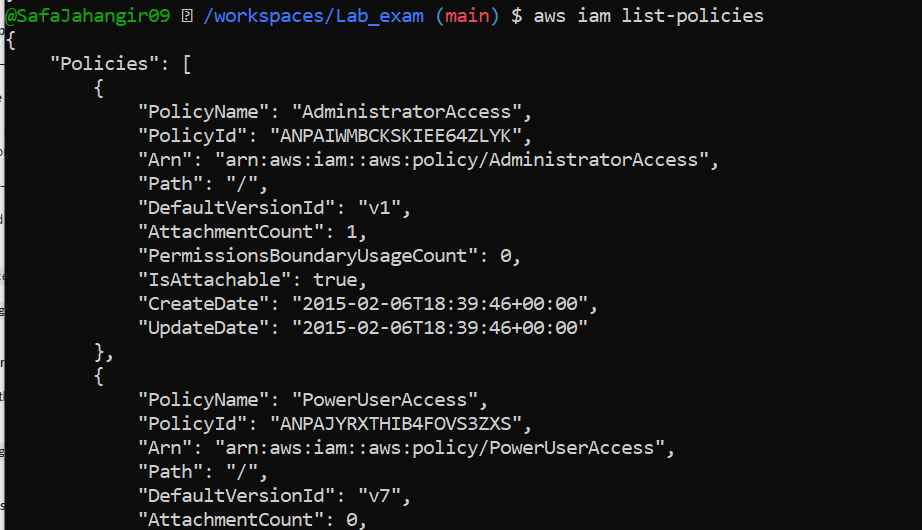 @SafaJahangir09 /workspaces/Lab_exam (main) $ aws iam list-policies
{
"Policies": [
{
"PolicyName": "AdministratorAccess",
"PolicyId": "ANPAIWMBCKSKIEE64ZLYK",
"Arn": "arn:aws:iam::aws:policy/AdministratorAccess",
"Path": "/",
"DefaultVersionId": "v1",
"AttachmentCount": 1,
"PermissionsBoundaryUsageCount": 0,
"IsAttachable": true,
"CreateDate": "2015-02-06T18:39:46+00:00",
"UpdateDate": "2015-02-06T18:39:46+00:00"
},
{
"PolicyName": "PowerUserAccess",
"PolicyId": "ANPAJYRXTHIB4FOVS3ZXS",
"Arn": "arn:aws:iam::aws:policy/PowerUserAccess",
"Path": "/",
"DefaultVersionId": "v7",
"AttachmentCount": 0,